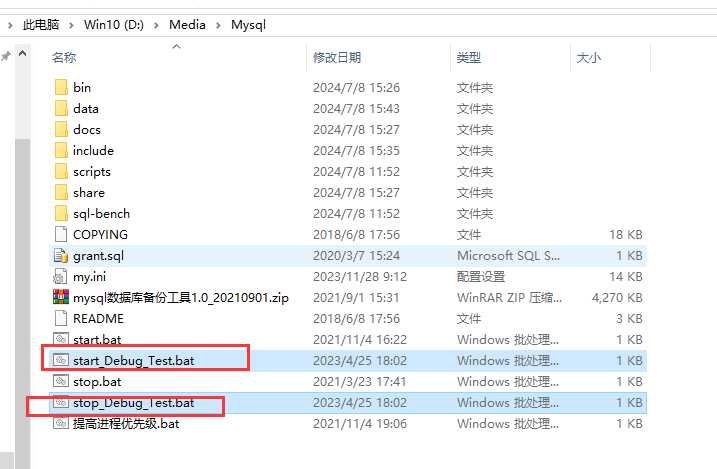 此电脑 > Win10 (D:) > Media > Mysql
名称 修改日期 类型 大小
bin 2024/7/8 15:26 文件夹
data 2024/7/8 15:43 文件夹
docs 2024/7/8 15:27 文件夹
include 2024/7/8 15:35 文件夹
scripts 2024/7/8 11:52 文件夹
share 2024/7/8 15:27 文件夹
sql-bench 2024/7/8 11:52 文件夹
COPYING 2018/6/8 17:56 文件 18 KB
grant.sql 2020/3/7 15:24 Microsoft SQL S... 1 KB
my.ini 2023/11/28 9:12 配置设置 14 KB
mysql数据库备份工具1.0_20210901.zip 2021/9/1 15:31 WinRAR ZIP 压缩... 4,270 KB
README 2018/6/8 17:56 文件 3 KB
start.bat 2021/11/4 16:22 Windows 批处理... 1 KB
start_Debug_Test.bat 2023/4/25 18:02 Windows 批处理... 1 KB
stop.bat 2021/3/23 17:41 Windows 批处理... 1 KB
stop_Debug_Test.bat 2023/4/25 18:02 Windows 批处理... 1 KB
提高进程优先级.bat 2021/11/4 19:06 Windows 批处理... 1 KB